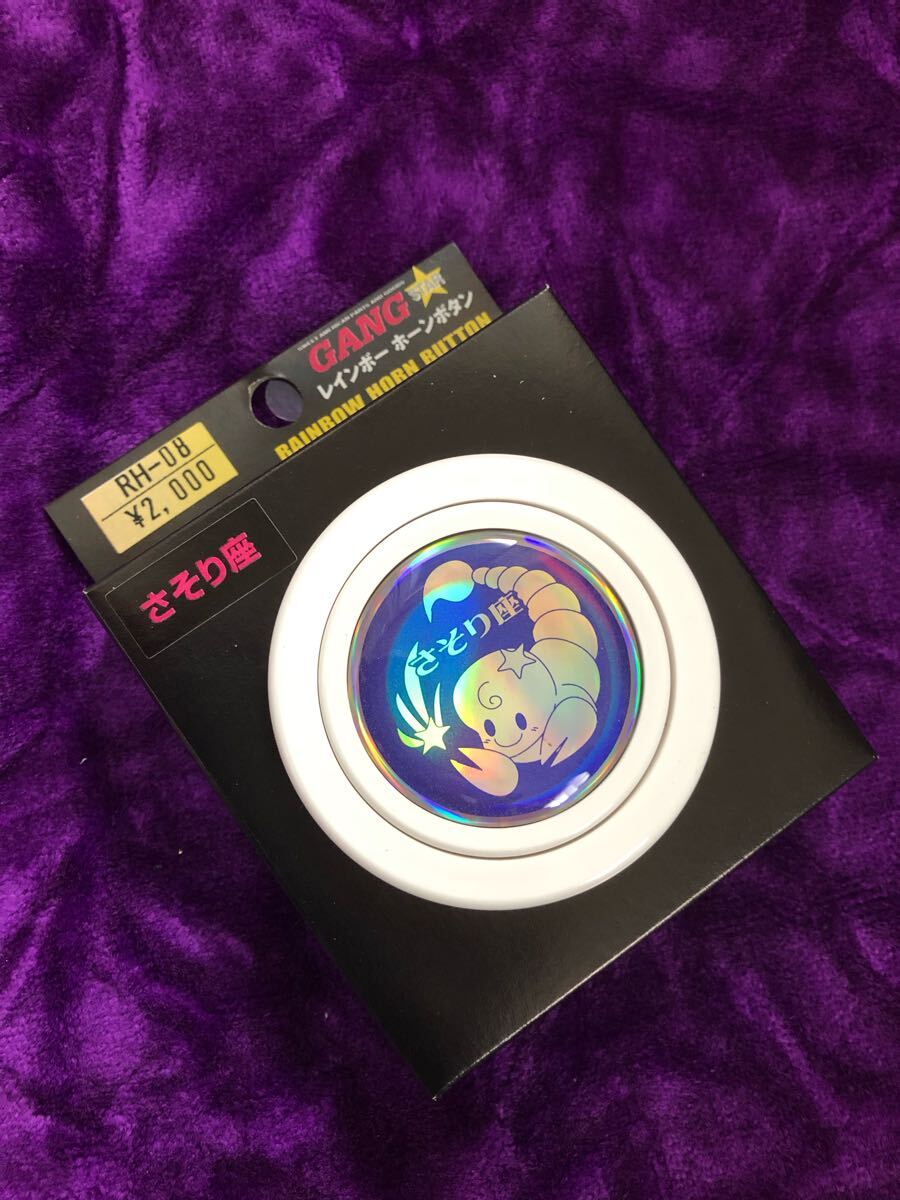 GANG STAR
レインボー ホーンボタン
RAINBOW HORN BUTTON
RH-08
¥2,000
さそり座
さそり座